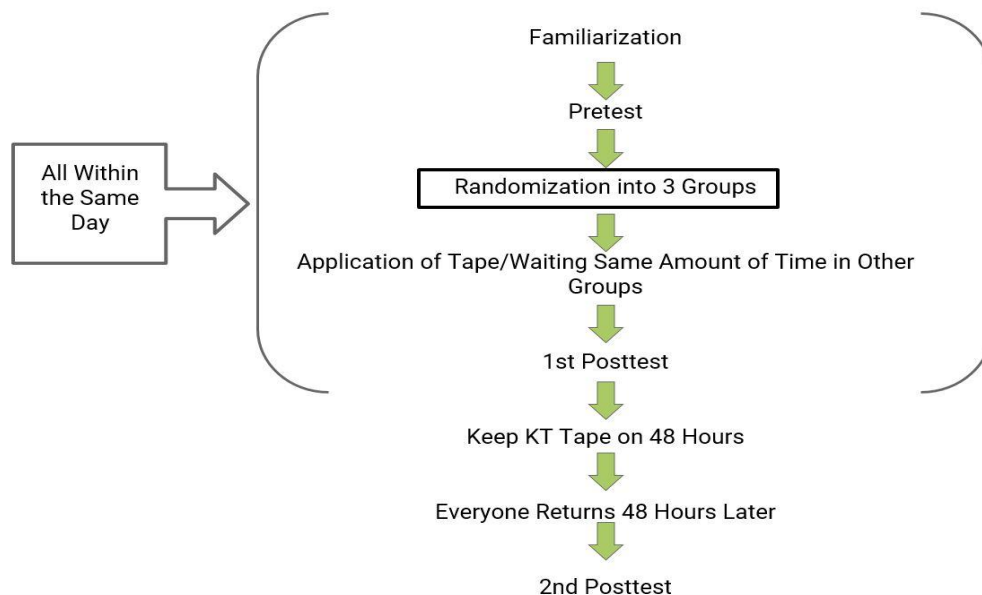 Familiarization
Pretest
All Within
the Same
Day
Randomization into 3 Groups
Application of Tape/Waiting Same Amount of Time in Other
Groups
1st Posttest
Keep KT Tape on 48 Hours
Everyone Returns 48 Hours Later
2nd Posttest